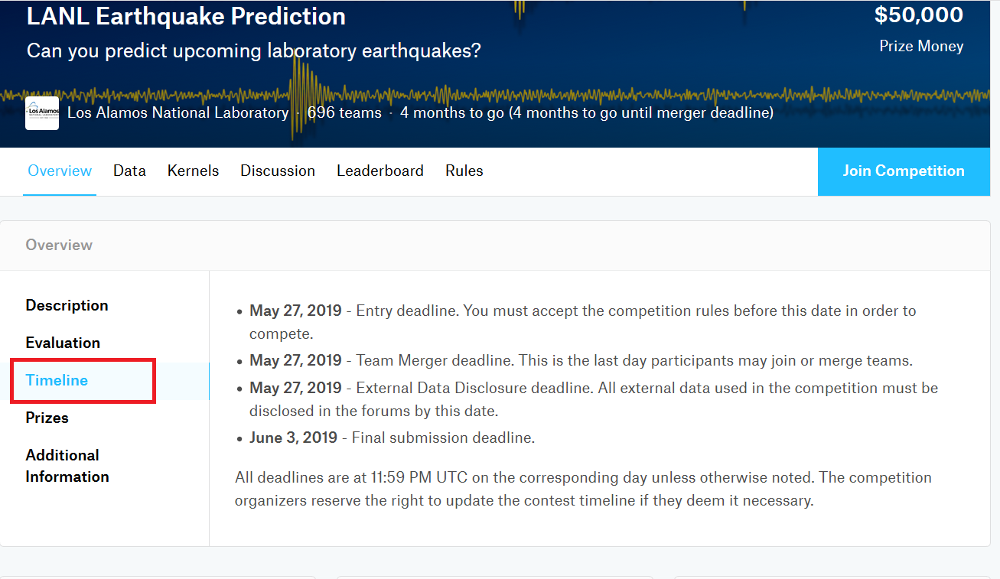 LANL Earthquake Prediction
$50,000
Can you predict upcoming laboratory earthquakes?
Prize Money
Los Alamos
NATIONAL LABORATORY
Los Alamos National Laboratory · 696 teams · 4 months to go (4 months to go until merger deadline)
Overview Data Kernels Discussion Leaderboard Rules Join Competition
Overview
Description
Evaluation
Timeline
Prizes
Additional
Information
• May 27, 2019 - Entry deadline. You must accept the competition rules before this date in order to
compete.
• May 27, 2019 - Team Merger deadline. This is the last day participants may join or merge teams.
• May 27, 2019 - External Data Disclosure deadline. All external data used in the competition must be
disclosed in the forums by this date.
• June 3, 2019 - Final submission deadline.
All deadlines are at 11:59 PM UTC on the corresponding day unless otherwise noted. The competition
organizers reserve the right to update the contest timeline if they deem it necessary.